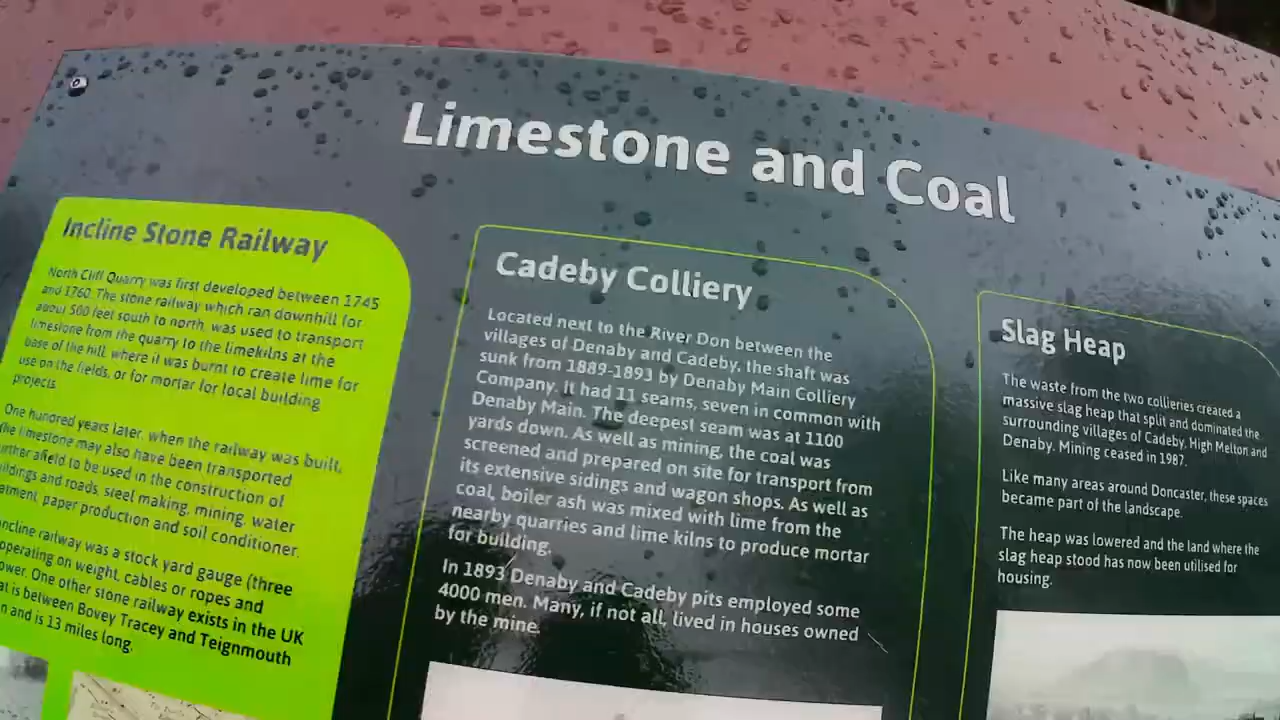 Limestone and Coal
Incline Stone Railway
North Cliff Quarry was first developed between 1745
and 1760. The stone railway which ran downhill for
about 500 feet south to north, was used to transport
limestone from the quarry to the limekilns at the
base of the hill, where it was burnt to create lime for
use on the fields, or for mortar for local building
projects.
One hundred years later, when the railway was built,
the limestone may also have been transported
further afield to be used in the construction of
buildings and roads, steel making, mining, water
treatment, paper production and soil conditioner.
incline railway was a stock yard gauge (three
operating on weight, cables or ropes and
power. One other stone railway exists in the UK
is between Bovey Tracey and Teignmouth
and is 13 miles long.
Cadeby Colliery
Located next to the River Don between the
villages of Denaby and Cadeby, the shaft was
sunk from 1889-1893 by Denaby Main Colliery
Company. It had 11 seams, seven in common with
Denaby Main. The deepest seam was at 1100
yards down. As well as mining, the coal was
screened and prepared on site for transport from
its extensive sidings and wagon shops. As well as
coal, boiler ash was mixed with lime from the
nearby quarries and lime kilns to produce mortar
for building.
In 1893 Denaby and Cadeby pits employed some
4000 men. Many, if not all, lived in houses owned
by the mine.
Slag Heap
The waste from the two collieries created a
massive slag heap that split and dominated the
surrounding villages of Cadeby, High Melton and
Denaby. Mining ceased in 1987.
Like many areas around Doncaster, these spaces
became part of the landscape.
The heap was lowered and the land where the
slag heap stood has now been utilised for
housing.